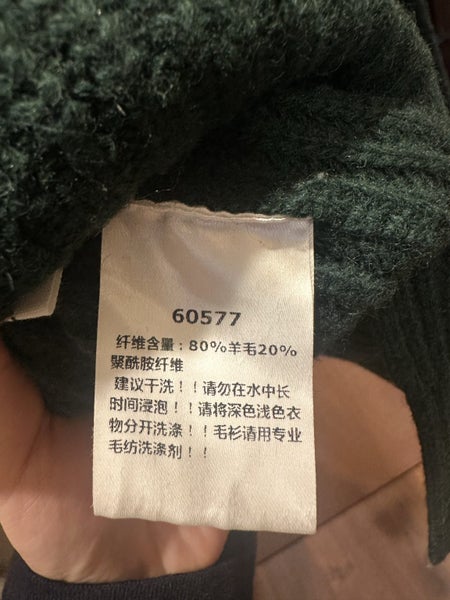 60577
纤维含量：80%羊毛20%
聚酰胺纤维
建议干洗！！请勿在水中长
时间浸泡！！请将深色浅色衣
物分开洗涤！！毛衫请用专业
毛纺洗涤剂！！